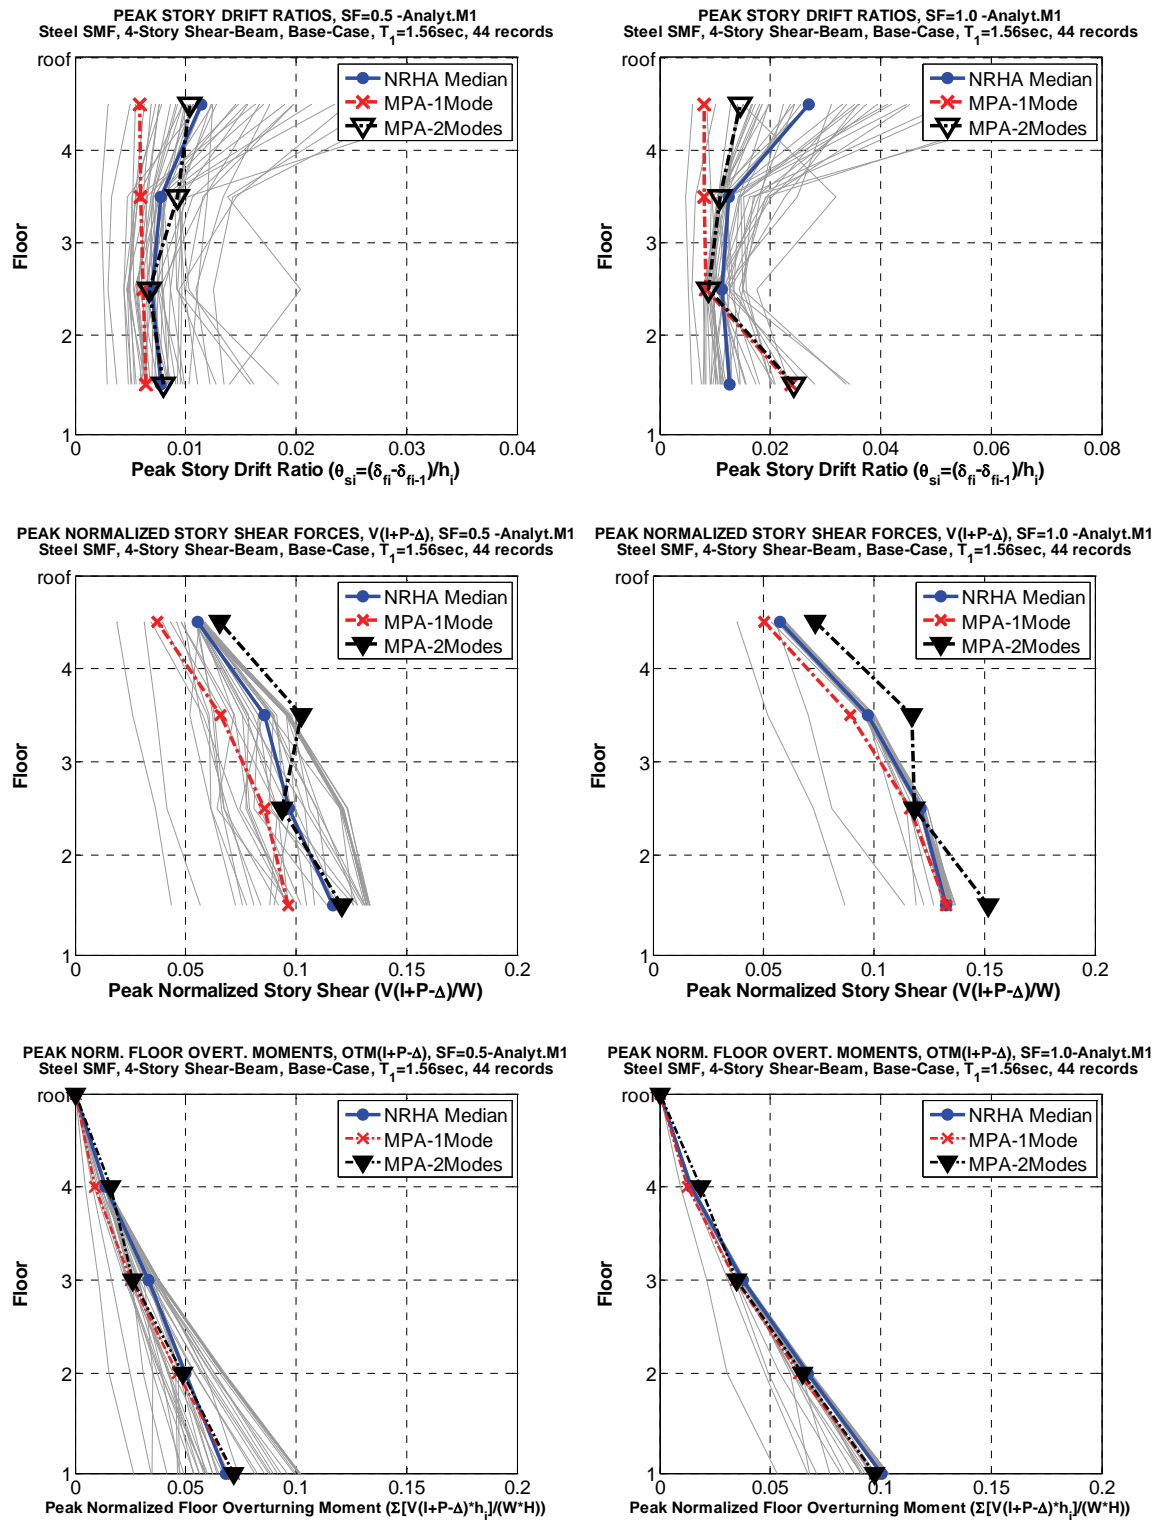 PEAK STORY DRIFT RATIOS, SF=0.5 -Analyt.M1
Steel SMF, 4-Story Shear-Beam, Base-Case, T1=1.56sec, 44 records
roof
4
3
2
1
Floor
NRHA Median
MPA-1Mode
MPA-2Modes
0 0.01 0.02 0.03 0.04
Peak Story Drift Ratio (θsi=(δfi-δfi-1)/hi)
PEAK STORY DRIFT RATIOS, SF=1.0 -Analyt.M1
Steel SMF, 4-Story Shear-Beam, Base-Case, T1=1.56sec, 44 records
roof
4
3
2
1
Floor
NRHA Median
MPA-1Mode
MPA-2Modes
0 0.02 0.04 0.06 0.08
Peak Story Drift Ratio (θsi=(δfi-δfi-1)/hi)
PEAK NORMALIZED STORY SHEAR FORCES, V(I+P-Δ), SF=0.5 -Analyt.M1
Steel SMF, 4-Story Shear-Beam, Base-Case, T1=1.56sec, 44 records
roof
4
3
2
1
Floor
NRHA Median
MPA-1Mode
MPA-2Modes
0 0.05 0.1 0.15 0.2
Peak Normalized Story Shear (V(I+P-Δ)/W)
PEAK NORMALIZED STORY SHEAR FORCES, V(I+P-Δ), SF=1.0 -Analyt.M1
Steel SMF, 4-Story Shear-Beam, Base-Case, T1=1.56sec, 44 records
roof
4
3
2
1
Floor
NRHA Median
MPA-1Mode
MPA-2Modes
0 0.05 0.1 0.15 0.2
Peak Normalized Story Shear (V(I+P-Δ)/W)
PEAK NORM. FLOOR OVERT. MOMENTS, OTM(I+P-Δ), SF=0.5-Analyt.M1
Steel SMF, 4-Story Shear-Beam, Base-Case, T1=1.56sec, 44 records
roof
4
3
2
1
Floor
NRHA Median
MPA-1Mode
MPA-2Modes
0 0.05 0.1 0.15 0.2
Peak Normalized Floor Overturning Moment (Σ[V(I+P-Δ)*hi]/(W*H))
PEAK NORM. FLOOR OVERT. MOMENTS, OTM(I+P-Δ), SF=1.0-Analyt.M1
Steel SMF, 4-Story Shear-Beam, Base-Case, T1=1.56sec, 44 records
roof
4
3
2
1
Floor
NRHA Median
MPA-1Mode
MPA-2Modes
0 0.05 0.1 0.15 0.2
Peak Normalized Floor Overturning Moment (Σ[V(I+P-Δ)*hi]/(W*H))